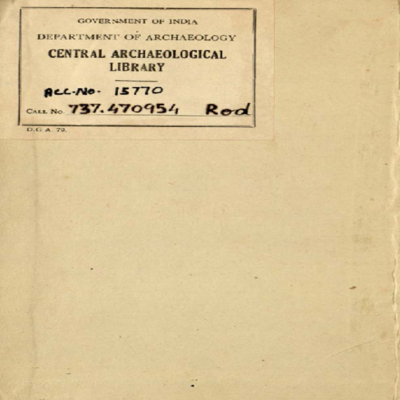 GOVERNMENT OF INDIA
DEPARTMENT OF ARCHAEOLOGY
CENTRAL ARCHAEOLOGICAL
LIBRARY
ACC. No. 15770
CALL No. 737.470954 Rod
D.G A. 79.